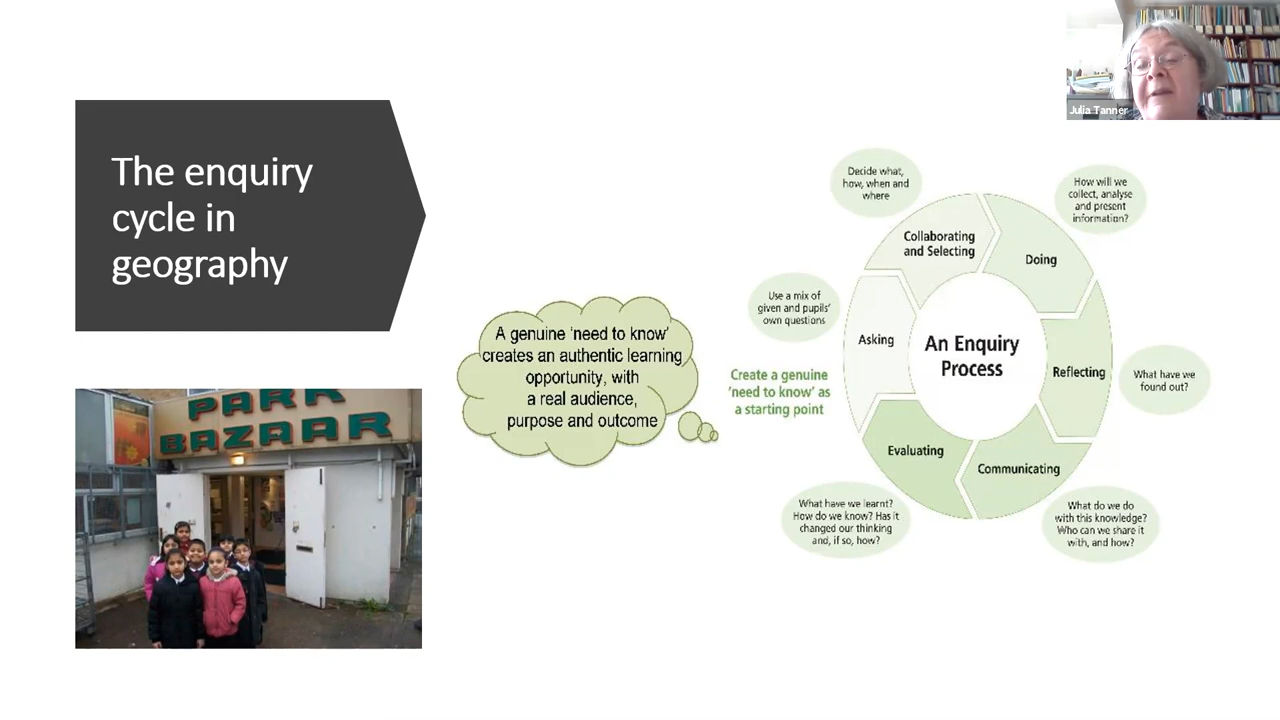 Julia Tanner
The enquiry
cycle in
geography
PARK
BAZAAR
A genuine 'need to know'
creates an authentic learning
opportunity, with
a real audience,
purpose and outcome
Create a genuine
'need to know' as
a starting point
An Enquiry
Process
Asking
Use a mix of
given and pupils'
own questions
Collaborating
and Selecting
Decide what,
how, when and
where
Doing
How will we
collect, analyse
and present
information?
Reflecting
What have we
found out?
Communicating
What do we do
with this knowledge?
Who can we share it
with, and how?
Evaluating
What have we learnt?
How do we know? Has it
changed our thinking
and, if so, how?